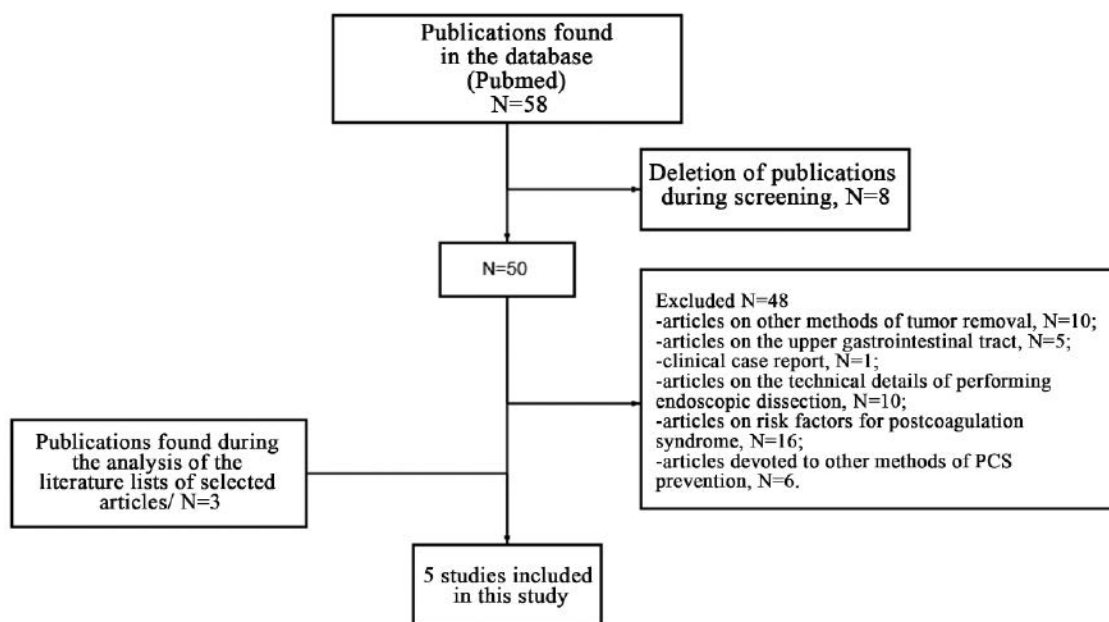 Publications found
in the database
(Pubmed)
N=58
Deletion of publications
during screening, N=8
N=50
Excluded N=48
-articles on other methods of tumor removal, N=10;
-articles on the upper gastrointestinal tract, N=5;
-clinical case report, N=1;
-articles on the technical details of performing
endoscopic dissection, N=10;
-articles on risk factors for postcoagulation
syndrome, N=16;
-articles devoted to other methods of PCS
prevention, N=6.
Publications found during
the analysis of the
literature lists of selected
articles/ N=3
5 studies included
in this study